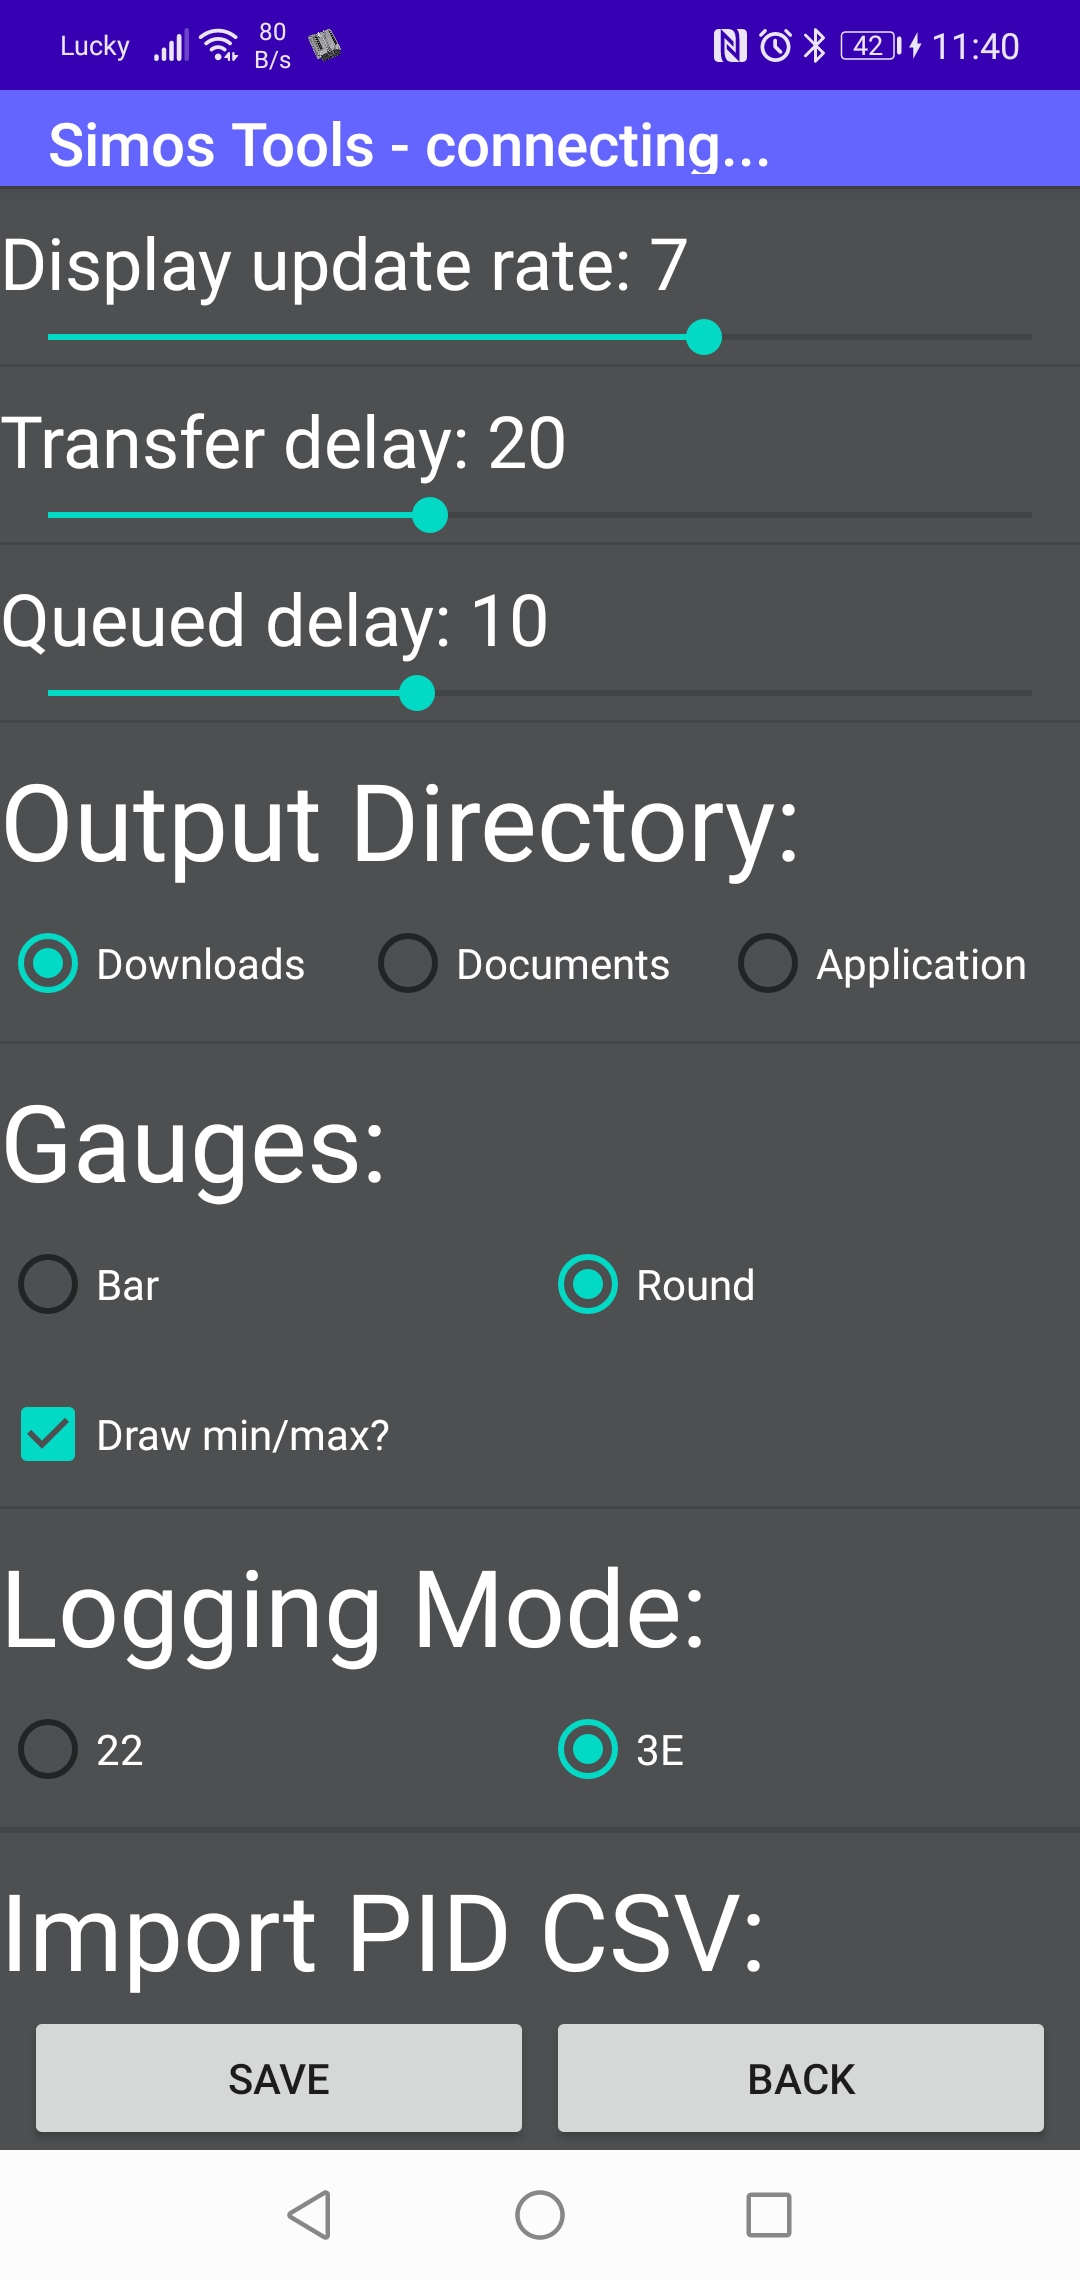 Lucky 80 B/s 42 11:40
Simos Tools - connecting...
Display update rate: 7
Transfer delay: 20
Queued delay: 10
Output Directory:
Downloads Documents Application
Gauges:
Bar Round
Draw min/max?
Logging Mode:
22 3E
Import PID CSV:
SAVE BACK